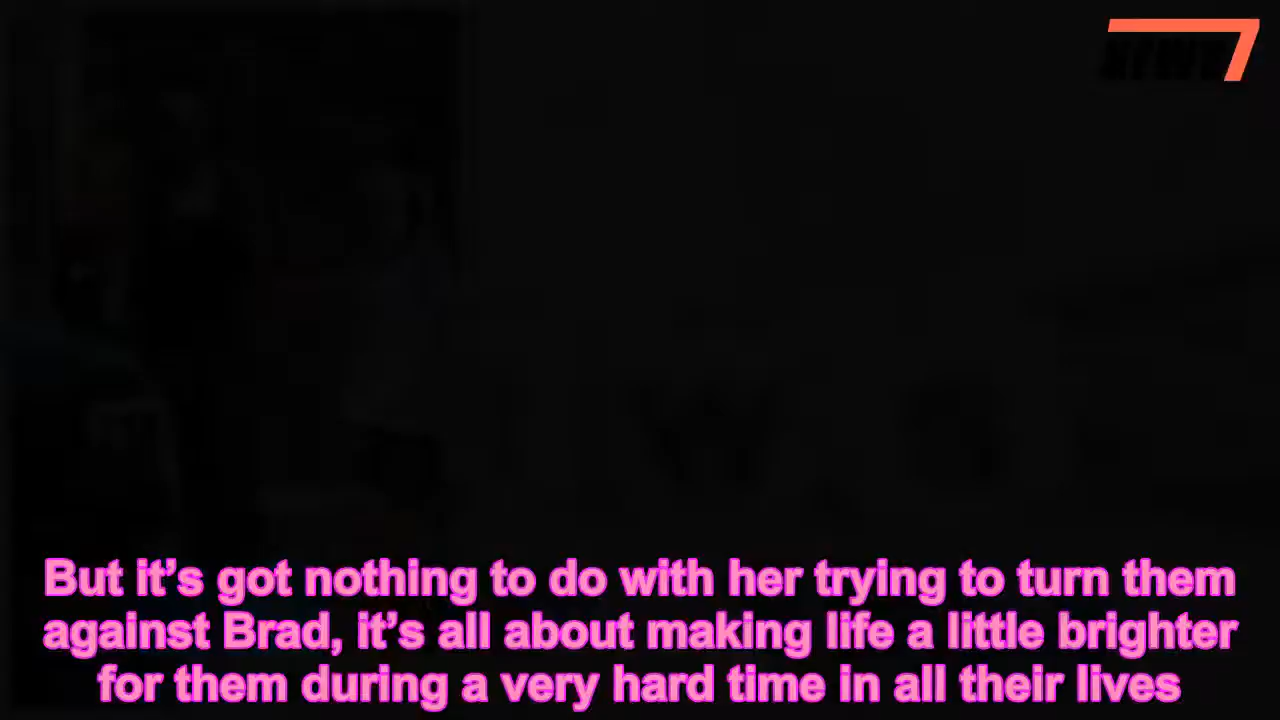 7
But it’s got nothing to do with her trying to turn them
against Brad, it’s all about making life a little brighter
for them during a very hard time in all their lives